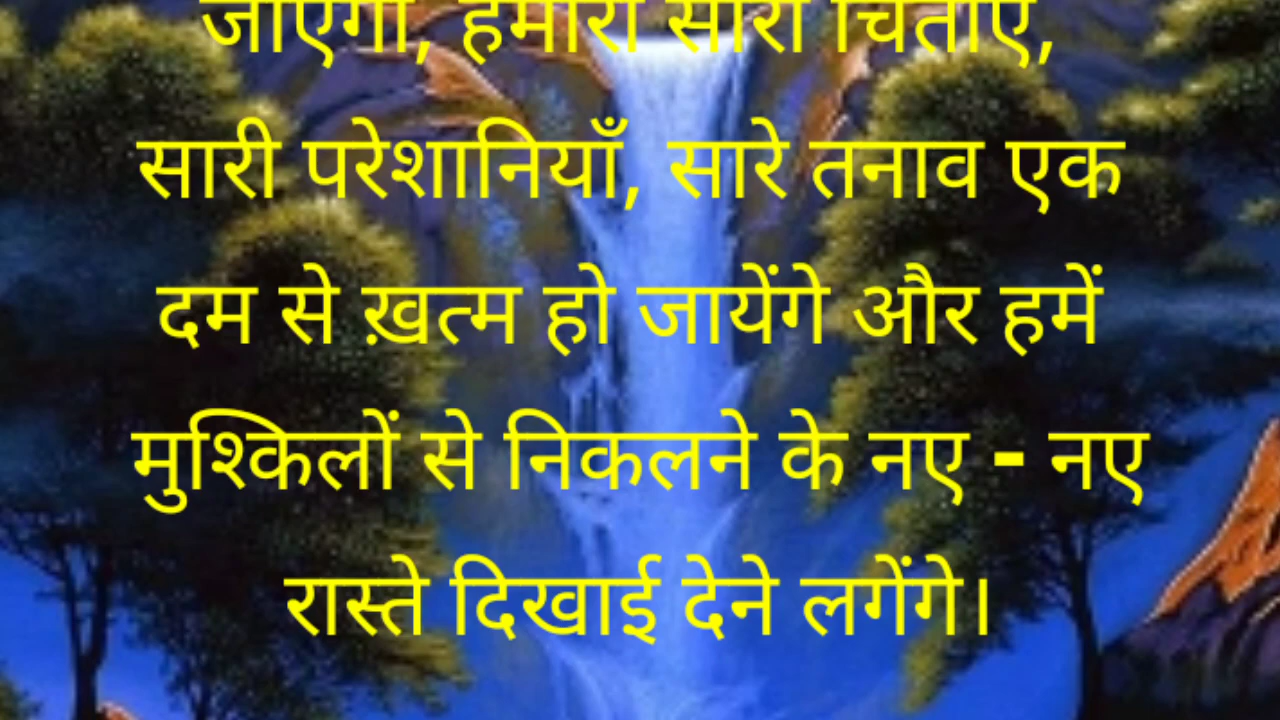 जाएगा, हमारी सारी चिंताएँ,
सारी परेशानियाँ, सारे तनाव एक
दम से ख़त्म हो जायेंगे और हमें
मुश्किलों से निकलने के नए - नए
रास्ते दिखाई देने लगेंगे।